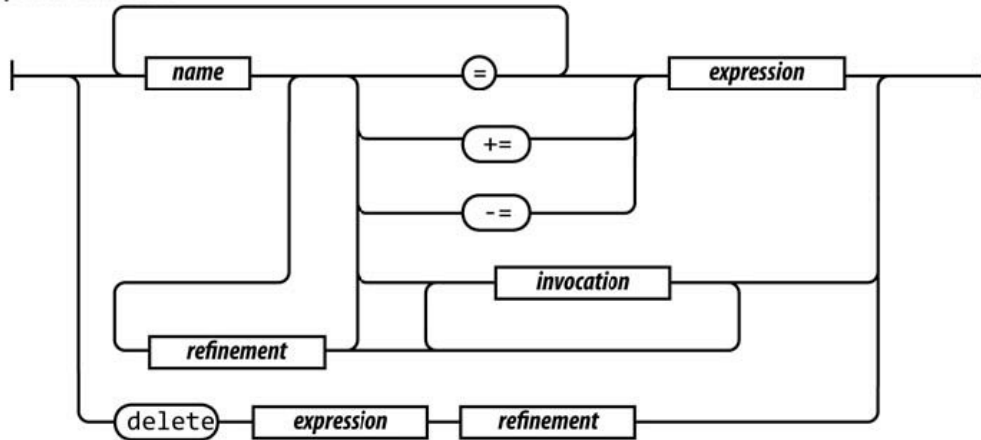 name = expression
+=
-=
invocation
refinement
delete expression refinement